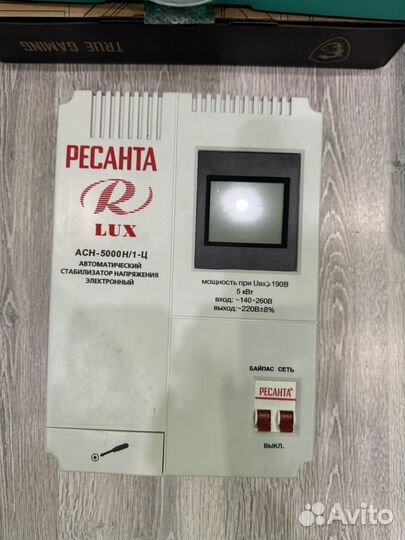 TRUE GAMING
РЕСАНТА
R
LUX
АСН-5000Н/1-Ц
АВТОМАТИЧЕСКИЙ
СТАБИЛИЗАТОР НАПРЯЖЕНИЯ
ЭЛЕКТРОННЫЙ
МОЩНОСТЬ ПРИ Uвх⩾190В
5 кВт
ВХОД: ~140-260В
ВЫХОД:~220В±8%
БАЙПАС СЕТЬ
РЕСАНТА
ВЫКЛ.
Avito